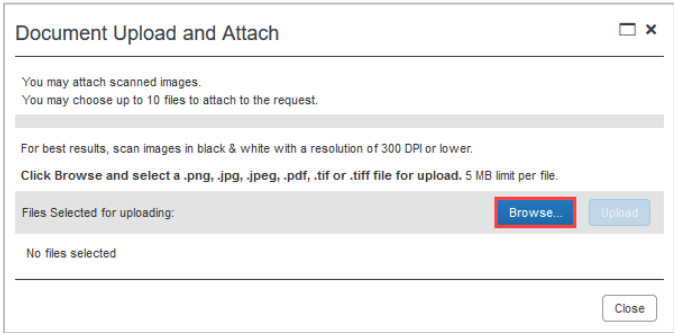 Document Upload and Attach
You may attach scanned images.
You may choose up to 10 files to attach to the request.
For best results, scan images in black & white with a resolution of 300 DPI or lower.
Click Browse and select a .png, .jpg, .jpeg, .pdf, .tif or .tiff file for upload. 5 MB limit per file.
Files Selected for uploading: Browse... Upload
No files selected
Close